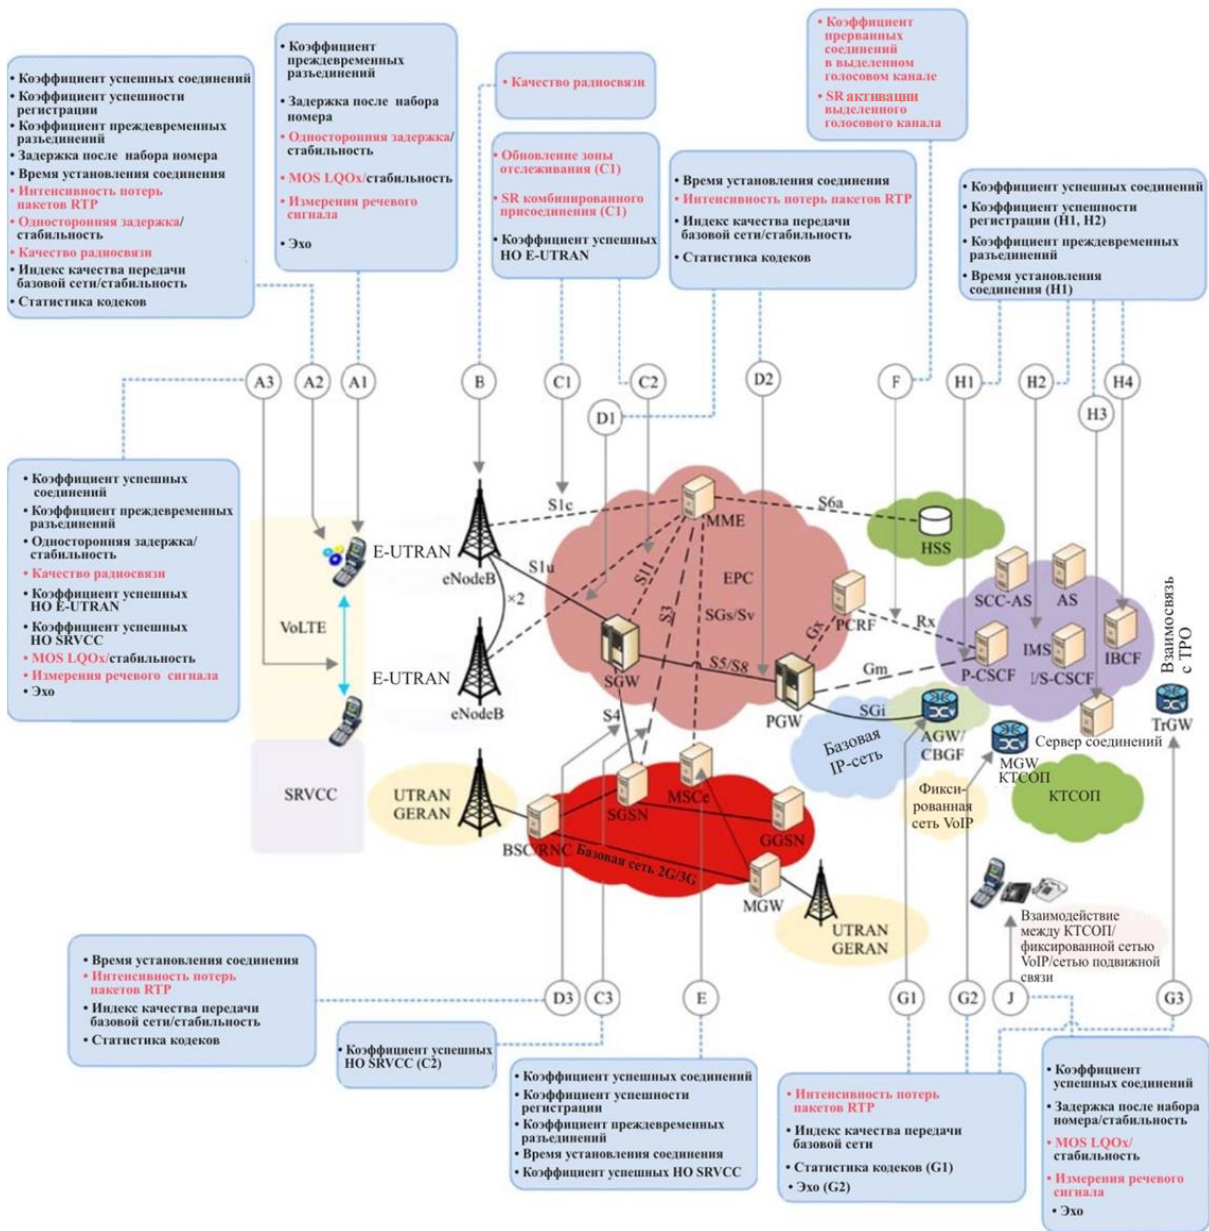 • Коэффициент успешных соединений
• Коэффициент успешности
регистрации
• Коэффициент преждевременных
разъединений
• Задержка после набора номера
• Время установления соединения
• Интенсивность потерь
пакетов RTP
• Односторонняя задержка/
стабильность
• Качество радиосвязи
• Индекс качества передачи
базовой сети/стабильность
• Статистика кодеков
• Коэффициент
преждевременных
разъединений
• Задержка после набора
номера
• Односторонняя задержка/
стабильность
• MOS LQOx/стабильность
• Измерения речевого
сигнала
• Эхо
• Качество радиосвязи
• Обновление зоны
отслеживания (C1)
• SR комбинированного
присоединения (C1)
• Коэффициент успешных
HO E-UTRAN
• Время установления соединения
• Интенсивность потерь пакетов RTP
• Индекс качества передачи
базовой сети/стабильность
• Статистика кодеков
• Коэффициент
прерванных
соединений
в выделенном
голосовом канале
• SR активации
выделенного
голосового канала
• Коэффициент успешных соединений
• Коэффициент успешности
регистрации (H1, H2)
• Коэффициент преждевременных
разъединений
• Время установления
соединения (H1)
A3
A2
A1
B
C1
C2
D1
D2
F
H1
H2
H3
H4
• Коэффициент успешных
соединений
• Коэффициент преждевременных
разъединений
• Односторонняя задержка/
стабильность
• Качество радиосвязи
• Коэффициент успешных
HO E-UTRAN
• Коэффициент успешных
HO SRVCC
• MOS LQOx/стабильность
• Измерения речевого сигнала
• Эхо
VoLTE
SRVCC
E-UTRAN
eNodeB
×2
E-UTRAN
eNodeB
S1c
S1u
S11
S3
MME
S6a
HSS
EPC
SGs/Sv
PCRF
Gx
Rx
SGW
S5/S8
PGW
Gm
SGi
S4
SCC-AS
AS
IMS
IBCF
P-CSCF
I/S-CSCF
Взаимосвязь
с ТРО
TrGW
Сервер соединений
AGW/
CBGF
Базовая
IP-сеть
MGW
КТСОП
КТСОП
Фикси-
рованная
сеть VoIP
UTRAN
GERAN
BSC/RNC
SGSN
MSCe
GGSN
Базовая сеть 2G/3G
MGW
UTRAN
GERAN
Взаимодействие
между КТСОП/
фиксированной сетью
VoIP/сетью подвижной
связи
D3
C3
E
G1
G2
J
G3
• Время установления соединения
• Интенсивность потерь
пакетов RTP
• Индекс качества передачи
базовой сети/стабильность
• Статистика кодеков
• Коэффициент успешных
HO SRVCC (C2)
• Коэффициент успешных соединений
• Коэффициент успешности
регистрации
• Коэффициент преждевременных
разъединений
• Время установления соединения
• Коэффициент успешных HO SRVCC
• Интенсивность потерь
пакетов RTP
• Индекс качества передачи
базовой сети
• Статистика кодеков (G1)
• Эхо (G2)
• Коэффициент
успешных соединений
• Задержка после набора
номера/стабильность
• MOS LQOx/
стабильность
• Измерения речевого
сигнала
• Эхо